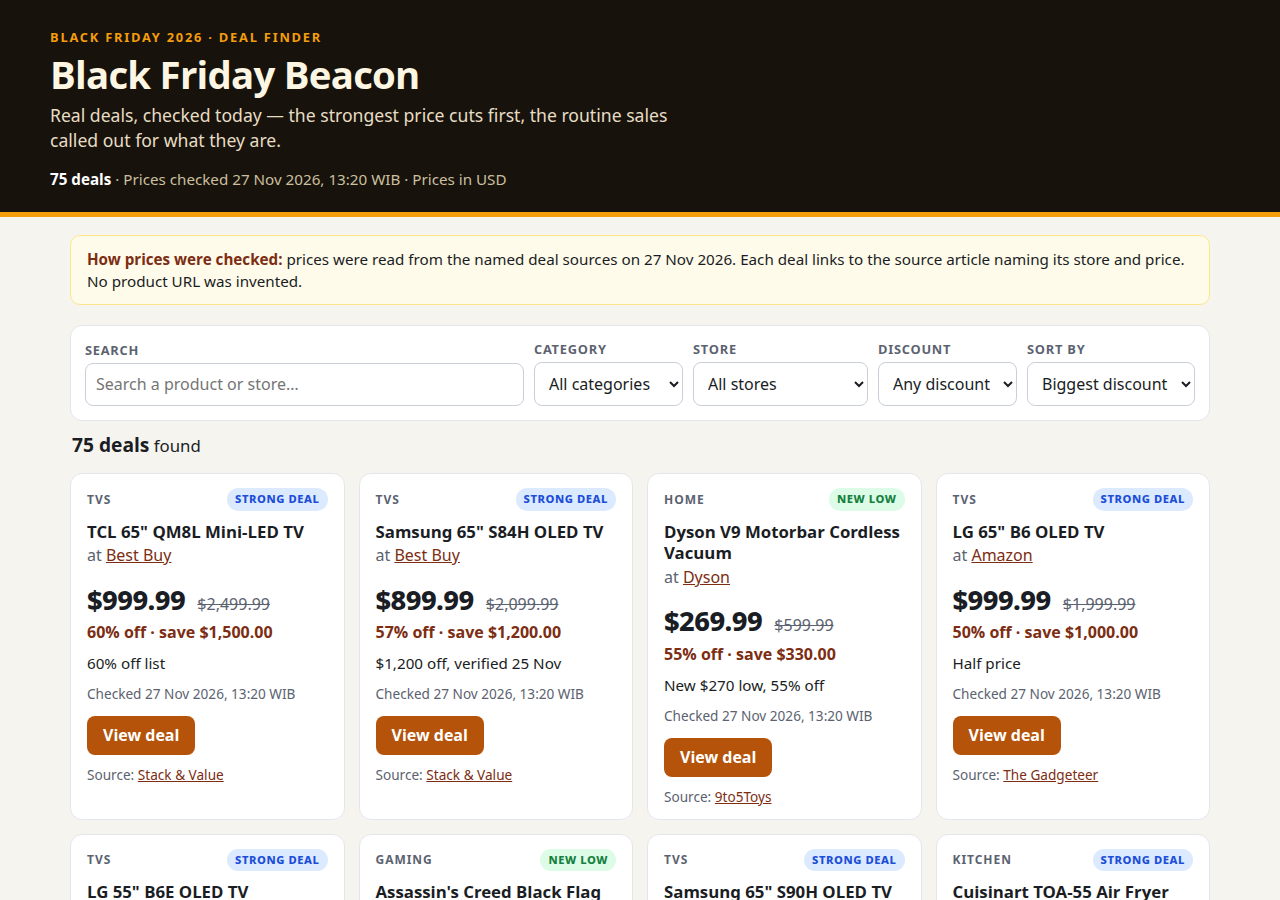 BLACK FRIDAY 2026 · DEAL FINDER
Black Friday Beacon
Real deals, checked today — the strongest price cuts first, the routine sales
called out for what they are.
75 deals · Prices checked 27 Nov 2026, 13:20 WIB · Prices in USD
How prices were checked: prices were read from the named deal sources on 27 Nov 2026. Each deal links to the source article naming its store and price.
No product URL was invented.
SEARCH
CATEGORY
STORE
DISCOUNT
SORT BY
Search a product or store...
All categories
All stores
Any discount
Biggest discount
75 deals found
TVS
STRONG DEAL
TCL 65" QM8L Mini-LED TV
at Best Buy
$999.99 $2,499.99
60% off · save $1,500.00
60% off list
Checked 27 Nov 2026, 13:20 WIB
View deal
Source: Stack & Value
TVS
STRONG DEAL
Samsung 65" S84H OLED TV
at Best Buy
$899.99 $2,099.99
57% off · save $1,200.00
$1,200 off, verified 25 Nov
Checked 27 Nov 2026, 13:20 WIB
View deal
Source: Stack & Value
HOME
NEW LOW
Dyson V9 Motorbar Cordless
Vacuum
at Dyson
$269.99 $599.99
55% off · save $330.00
New $270 low, 55% off
Checked 27 Nov 2026, 13:20 WIB
View deal
Source: 9to5Toys
TVS
STRONG DEAL
LG 65" B6 OLED TV
at Amazon
$999.99 $1,999.99
50% off · save $1,000.00
Half price
Checked 27 Nov 2026, 13:20 WIB
View deal
Source: The Gadgeteer
TVS
STRONG DEAL
LG 55" B6E OLED TV
GAMING
NEW LOW
Assassin's Creed Black Flag
TVS
STRONG DEAL
Samsung 65" S90H OLED TV
KITCHEN
STRONG DEAL
Cuisinart TOA-55 Air Fryer